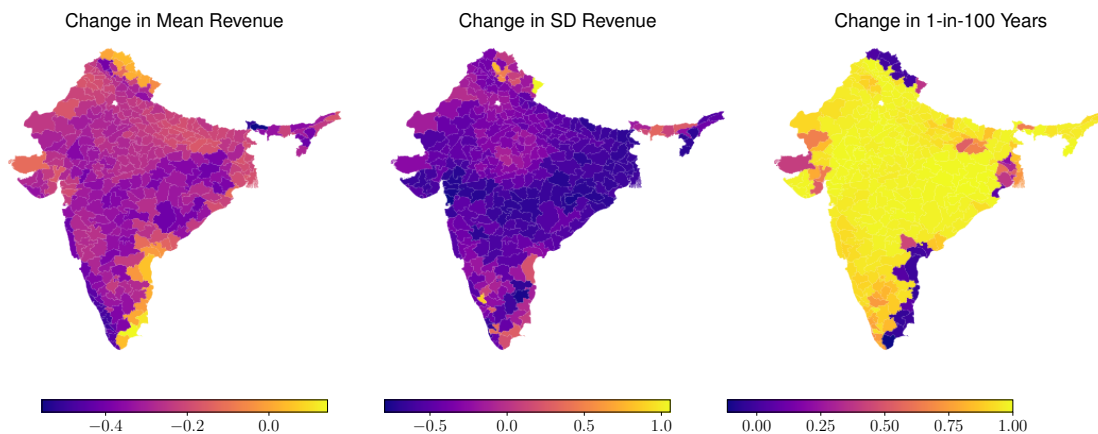 Change in Mean Revenue
Change in SD Revenue
Change in 1-in-100 Years
−0.4 −0.2 0.0
−0.5 0.0 0.5 1.0
0.00 0.25 0.50 0.75 1.00